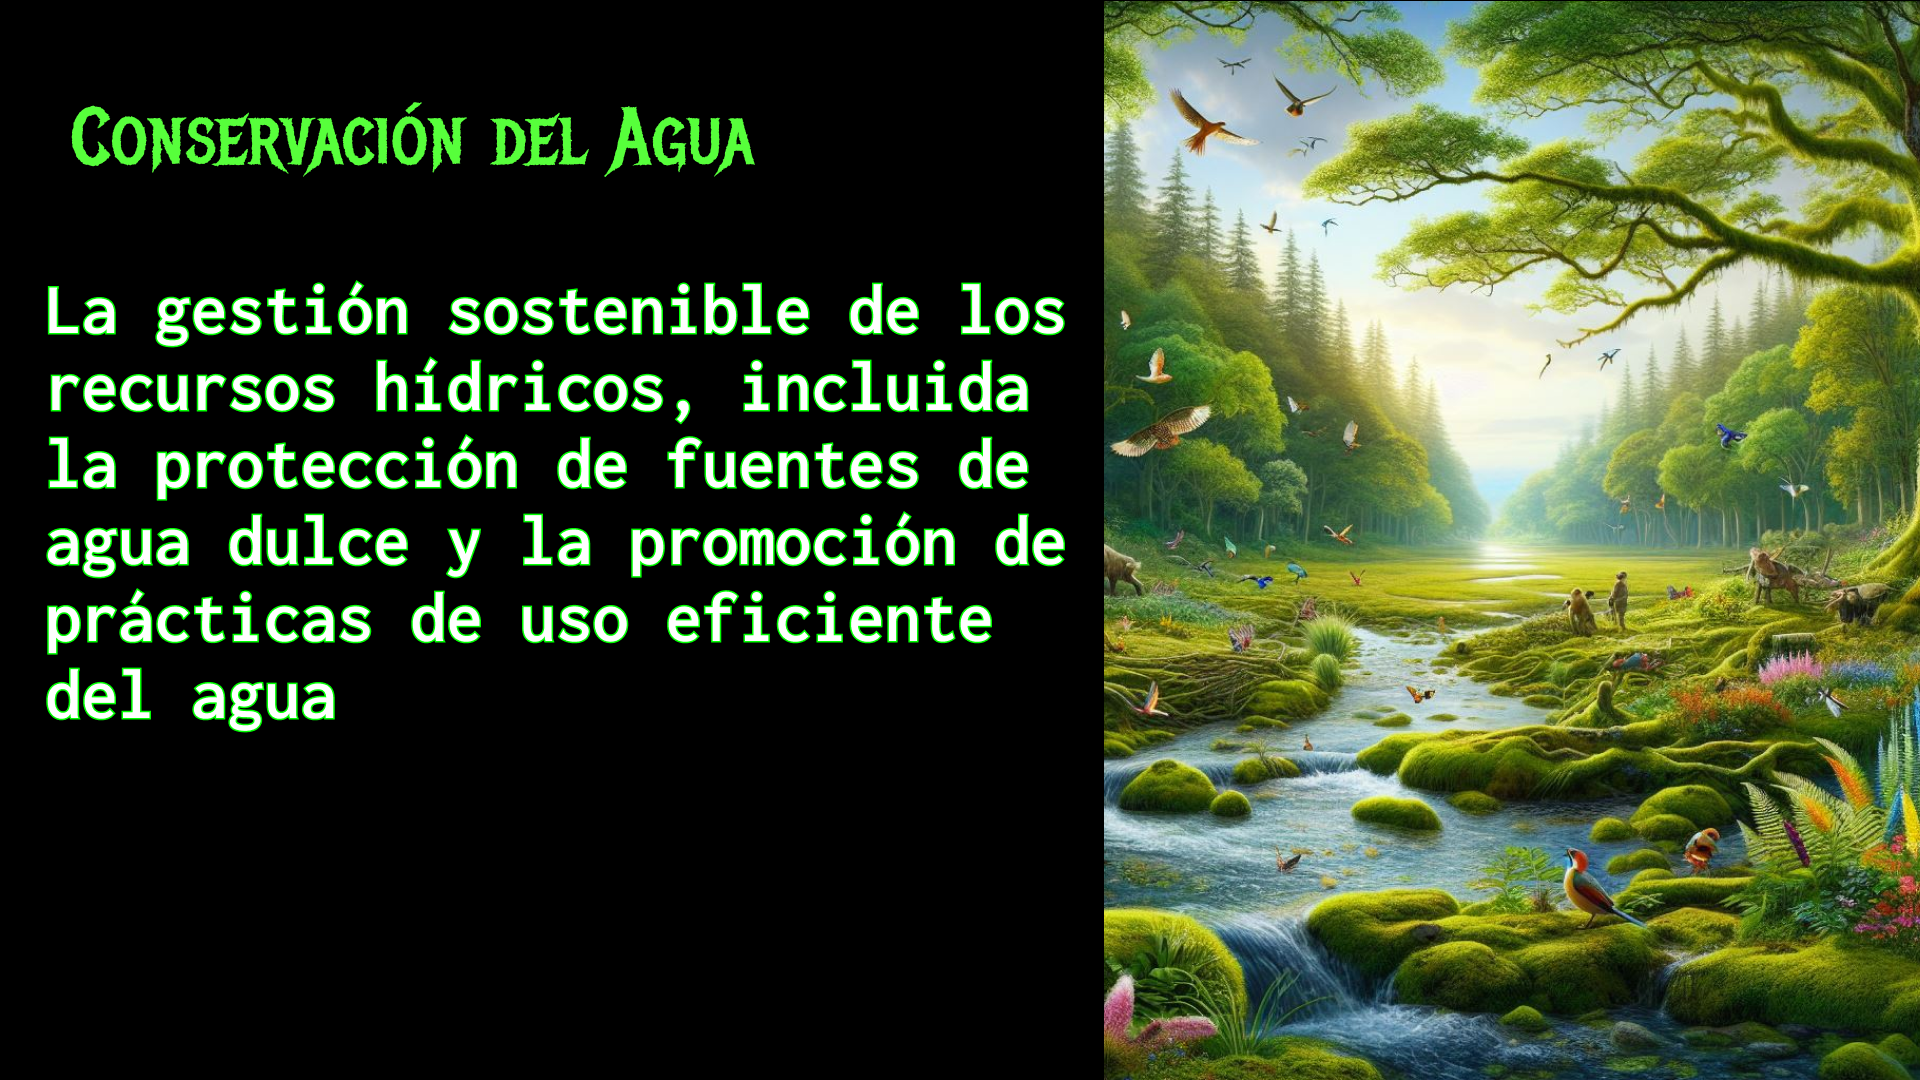 Conservación del Agua
La gestión sostenible de los
recursos hídricos, incluida
la protección de fuentes de
agua dulce y la promoción de
prácticas de uso eficiente
del agua